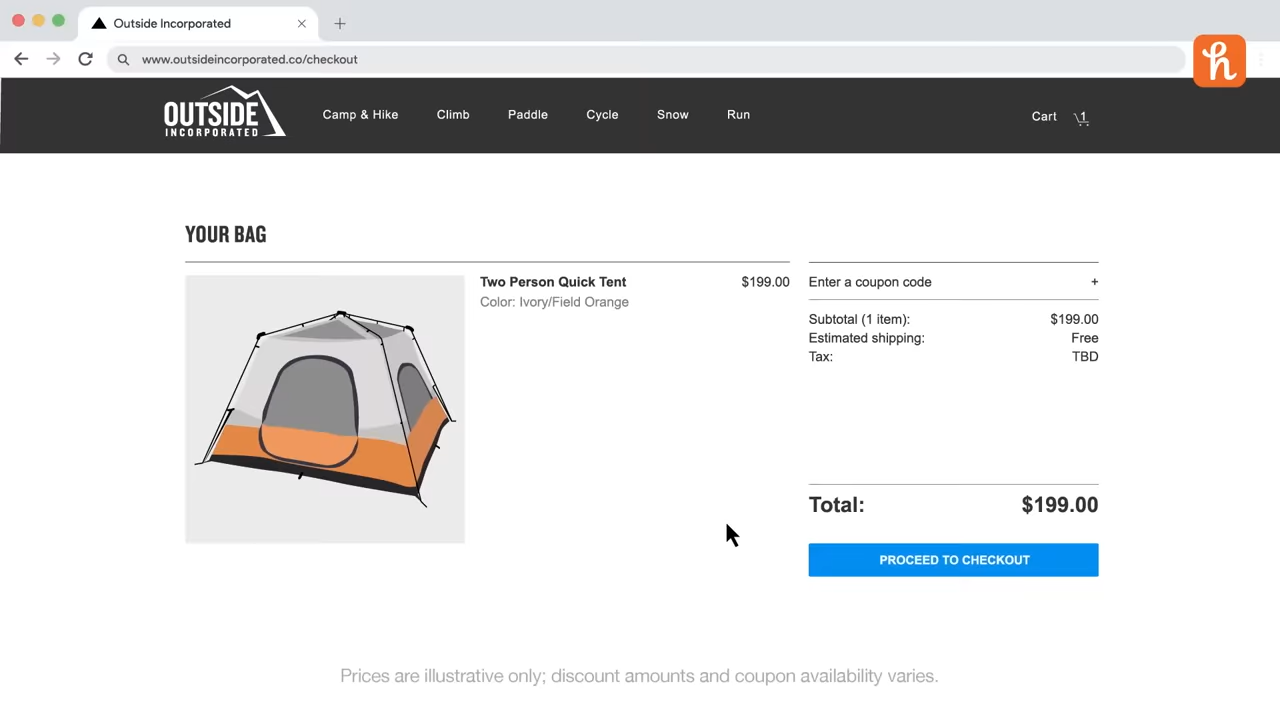 Outside Incorporated
www.outsideincorporated.co/checkout
h
OUTSIDE
INCORPORATED
Camp & Hike
Climb
Paddle
Cycle
Snow
Run
Cart 1
YOUR BAG
Two Person Quick Tent $199.00
Color: Ivory/Field Orange
Enter a coupon code +
Subtotal (1 item): $199.00
Estimated shipping: Free
Tax: TBD
Total: $199.00
PROCEED TO CHECKOUT
Prices are illustrative only; discount amounts and coupon availability varies.